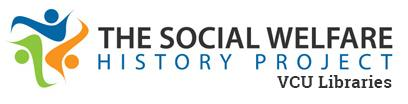 THE SOCIAL WELFARE
HISTORY PROJECT
VCU Libraries